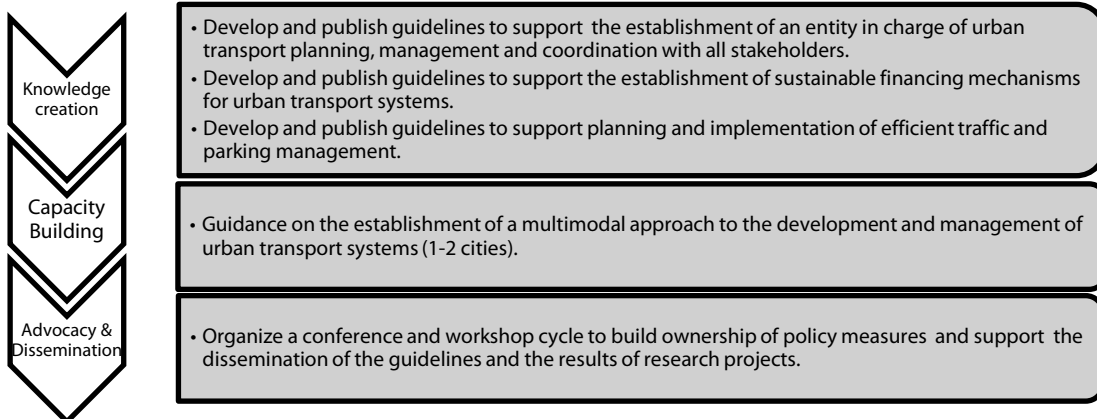 Knowledge
creation
• Develop and publish guidelines to support the establishment of an entity in charge of urban
transport planning, management and coordination with all stakeholders.
• Develop and publish guidelines to support the establishment of sustainable financing mechanisms
for urban transport systems.
• Develop and publish guidelines to support planning and implementation of efficient traffic and
parking management.
Capacity
Building
• Guidance on the establishment of a multimodal approach to the development and management of
urban transport systems (1-2 cities).
Advocacy &
Dissemination
• Organize a conference and workshop cycle to build ownership of policy measures and support the
dissemination of the guidelines and the results of research projects.